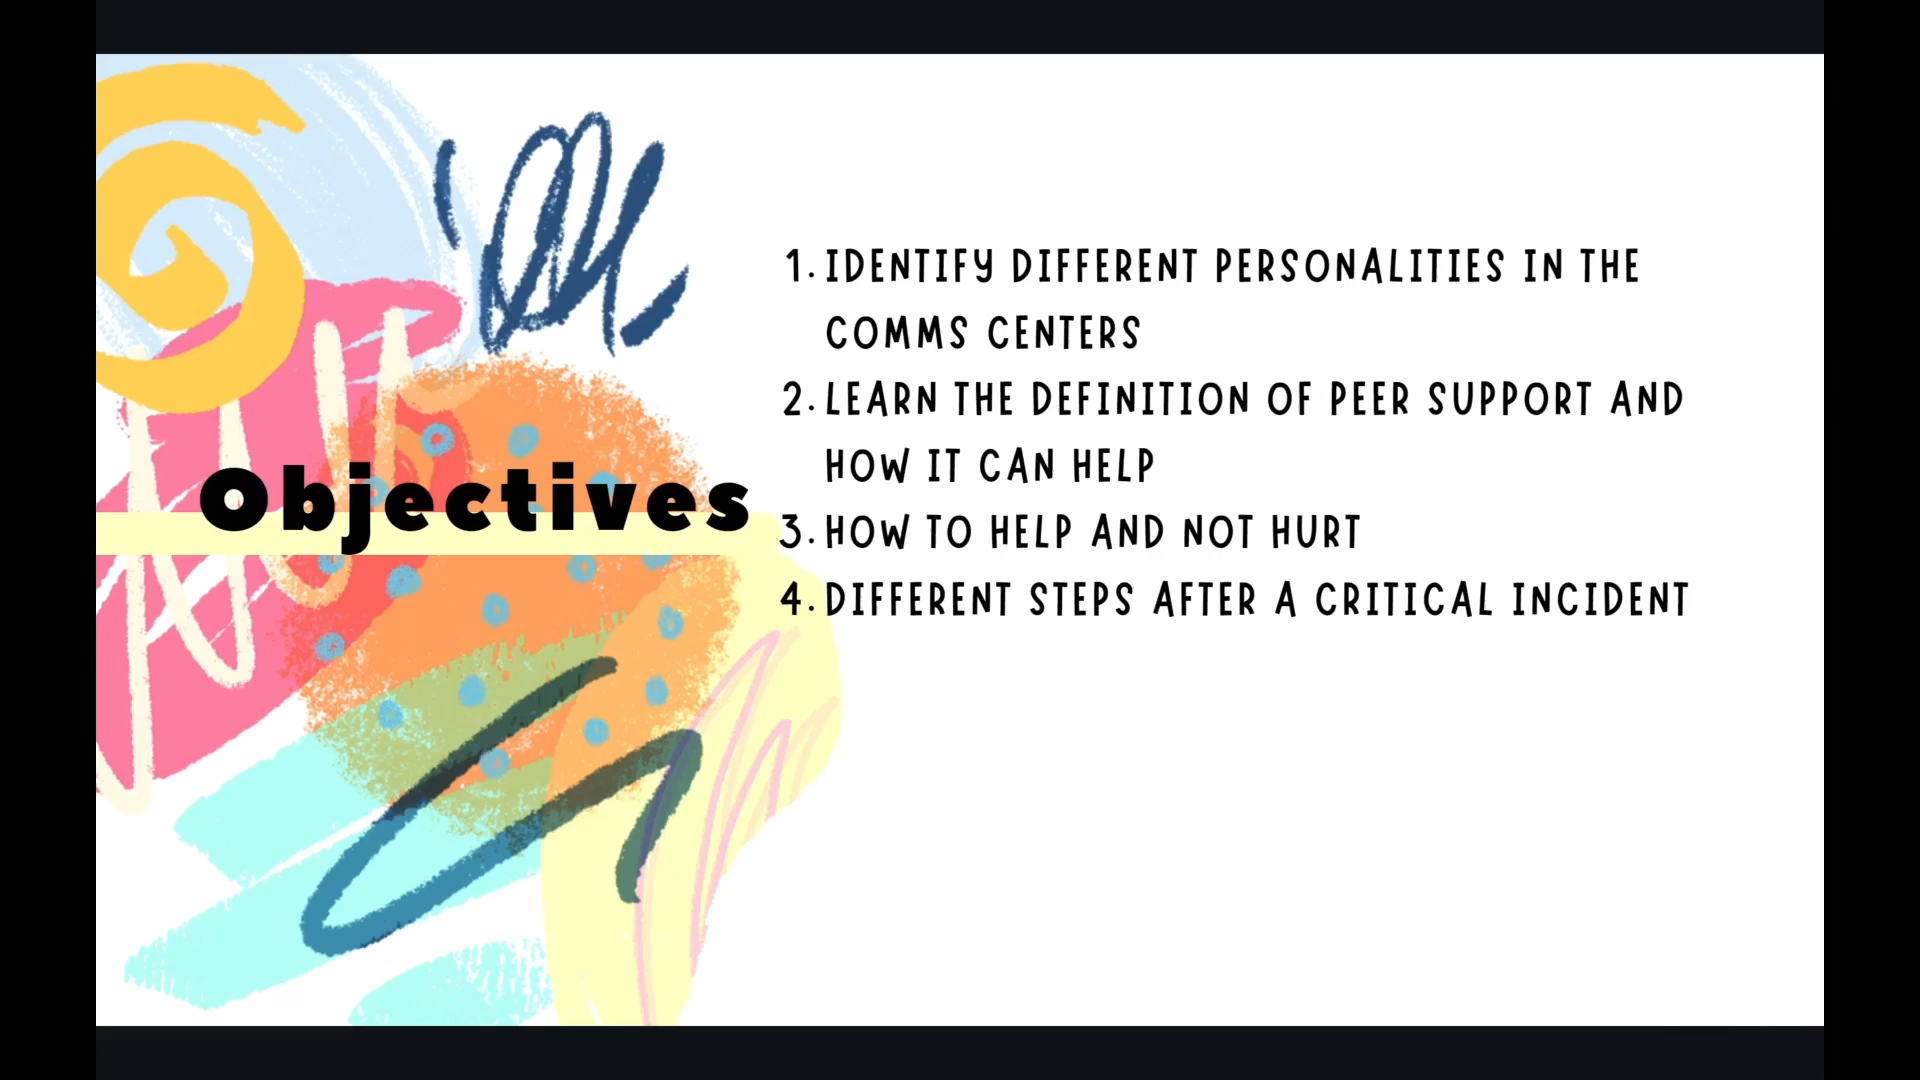 Objectives
1. IDENTIFY DIFFERENT PERSONALITIES IN THE
COMMS CENTERS
2. LEARN THE DEFINITION OF PEER SUPPORT AND
HOW IT CAN HELP
3. HOW TO HELP AND NOT HURT
4. DIFFERENT STEPS AFTER A CRITICAL INCIDENT